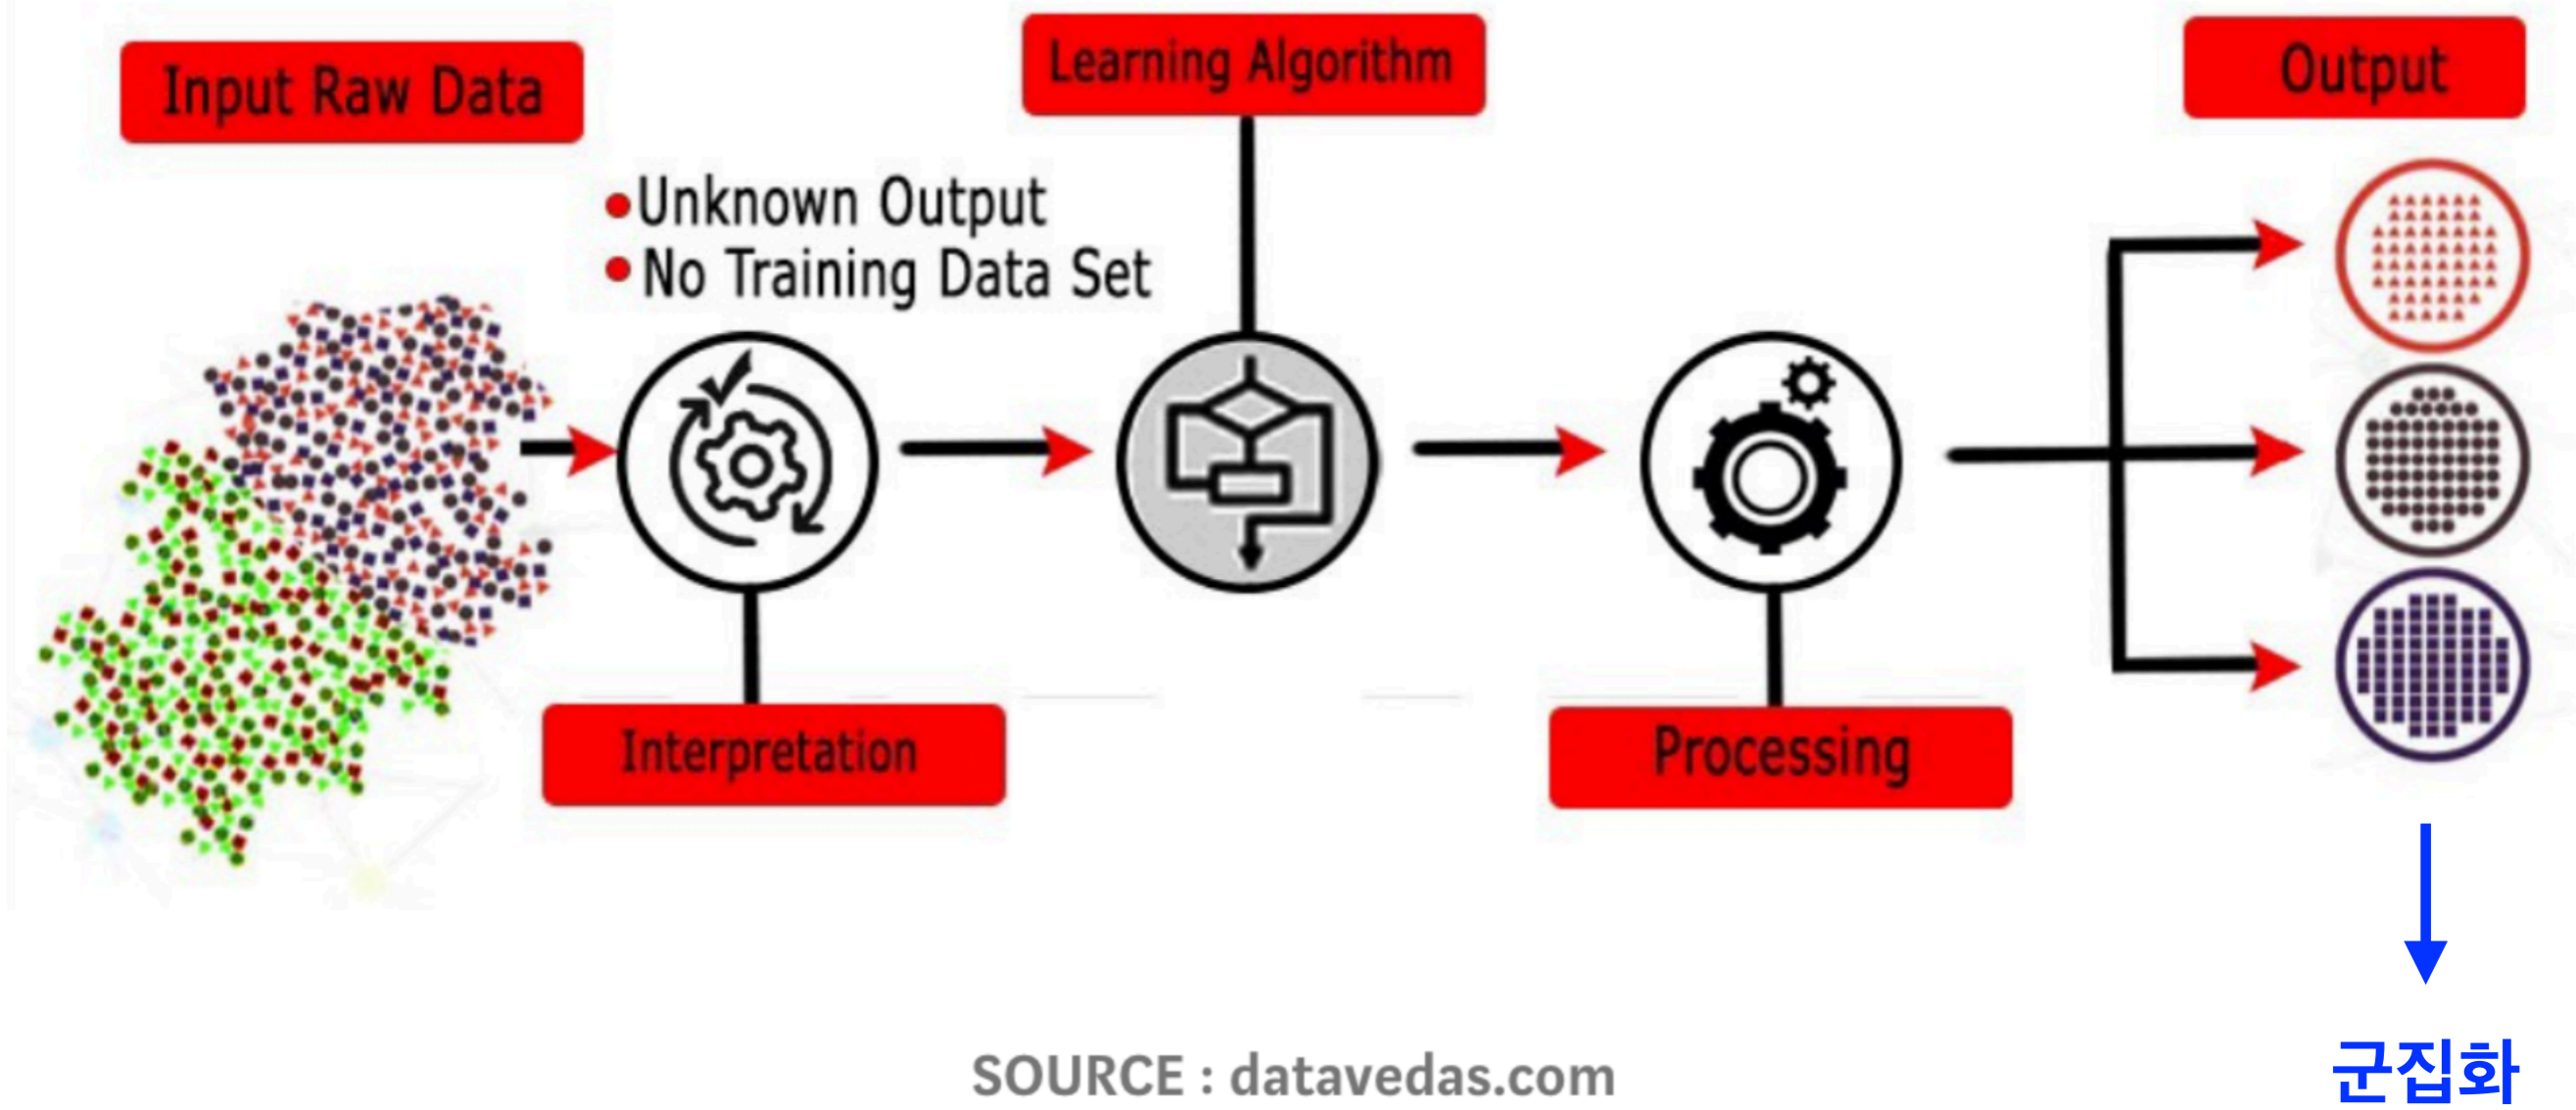 Input Raw Data
Learning Algorithm
Output
Unknown Output
No Training Data Set
Interpretation
Processing
SOURCE : datavedas.com
군집화